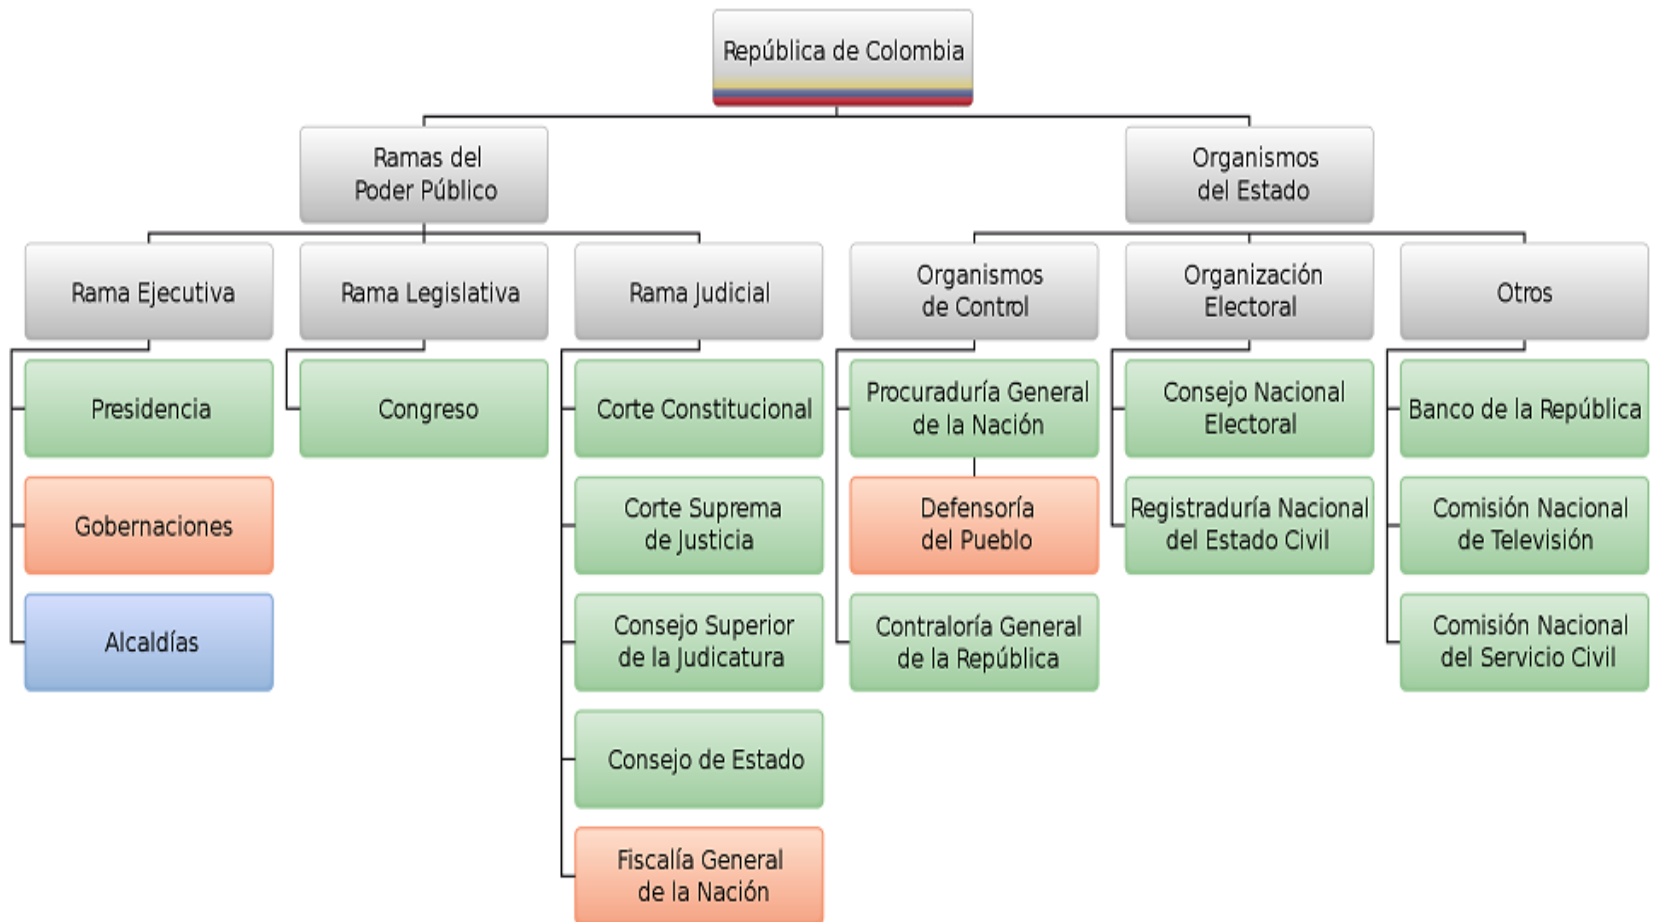 República de Colombia
Ramas del
Poder Público
Organismos
del Estado
Rama Ejecutiva
Rama Legislativa
Rama Judicial
Organismos
de Control
Organización
Electoral
Otros
Presidencia
Gobernaciones
Alcaldías
Congreso
Corte Constitucional
Corte Suprema
de Justicia
Consejo Superior
de la Judicatura
Consejo de Estado
Fiscalía General
de la Nación
Procuraduría General
de la Nación
Defensoría
del Pueblo
Contraloría General
de la República
Consejo Nacional
Electoral
Registraduría Nacional
del Estado Civil
Banco de la República
Comisión Nacional
de Televisión
Comisión Nacional
del Servicio Civil